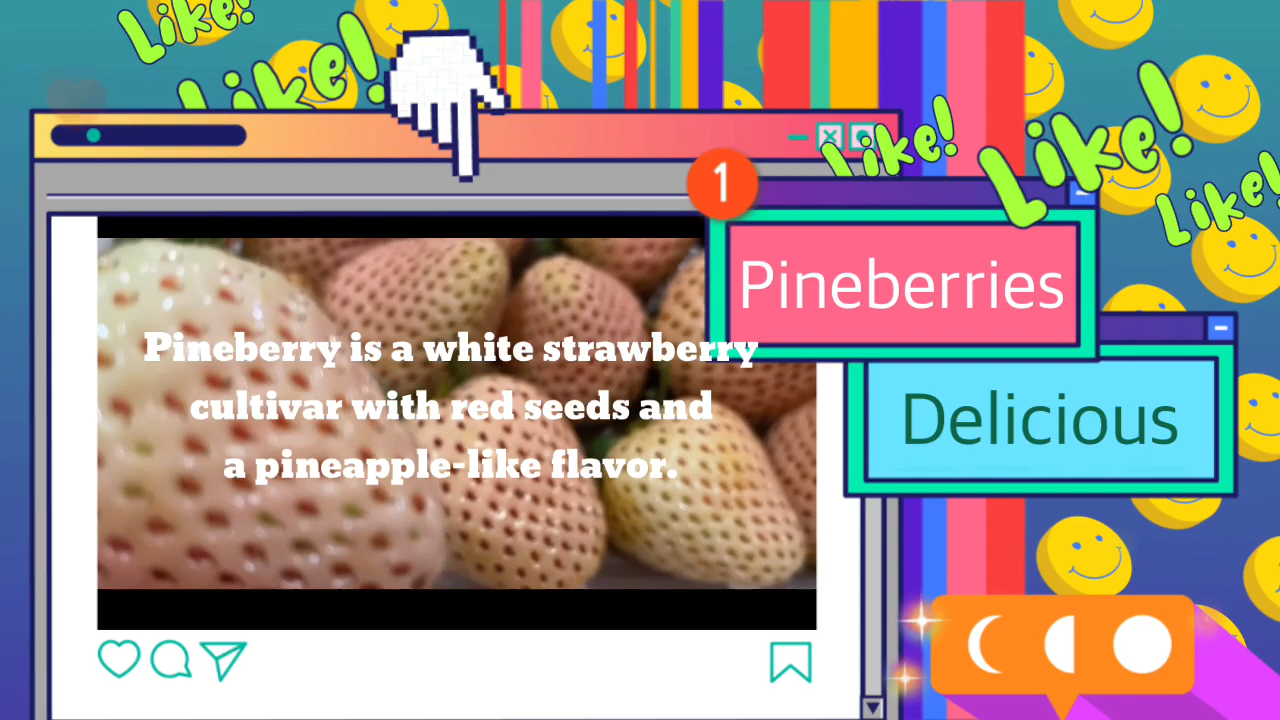 Like!
Like!
Like!
Like!
Like!
1
Pineberries
Pineberry is a white strawberry
cultivar with red seeds and
a pineapple-like flavor.
Delicious